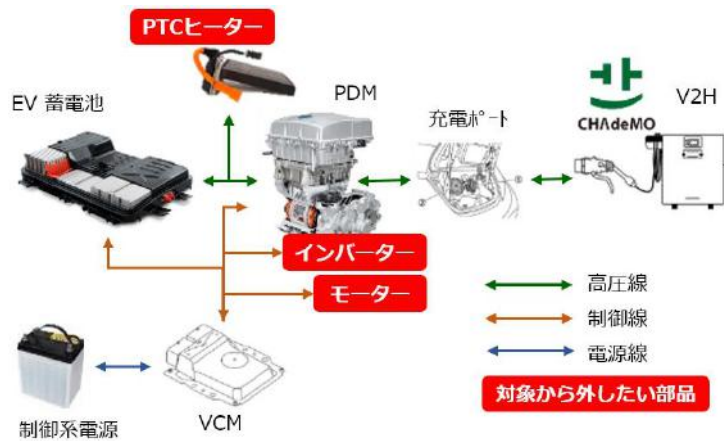 PTCヒーター
EV 蓄電池
PDM
充電ﾎﾟｰﾄ
V2H
CHAdeMO
インバーター
モーター
高圧線
制御線
電源線
対象から外したい部品
制御系電源
VCM